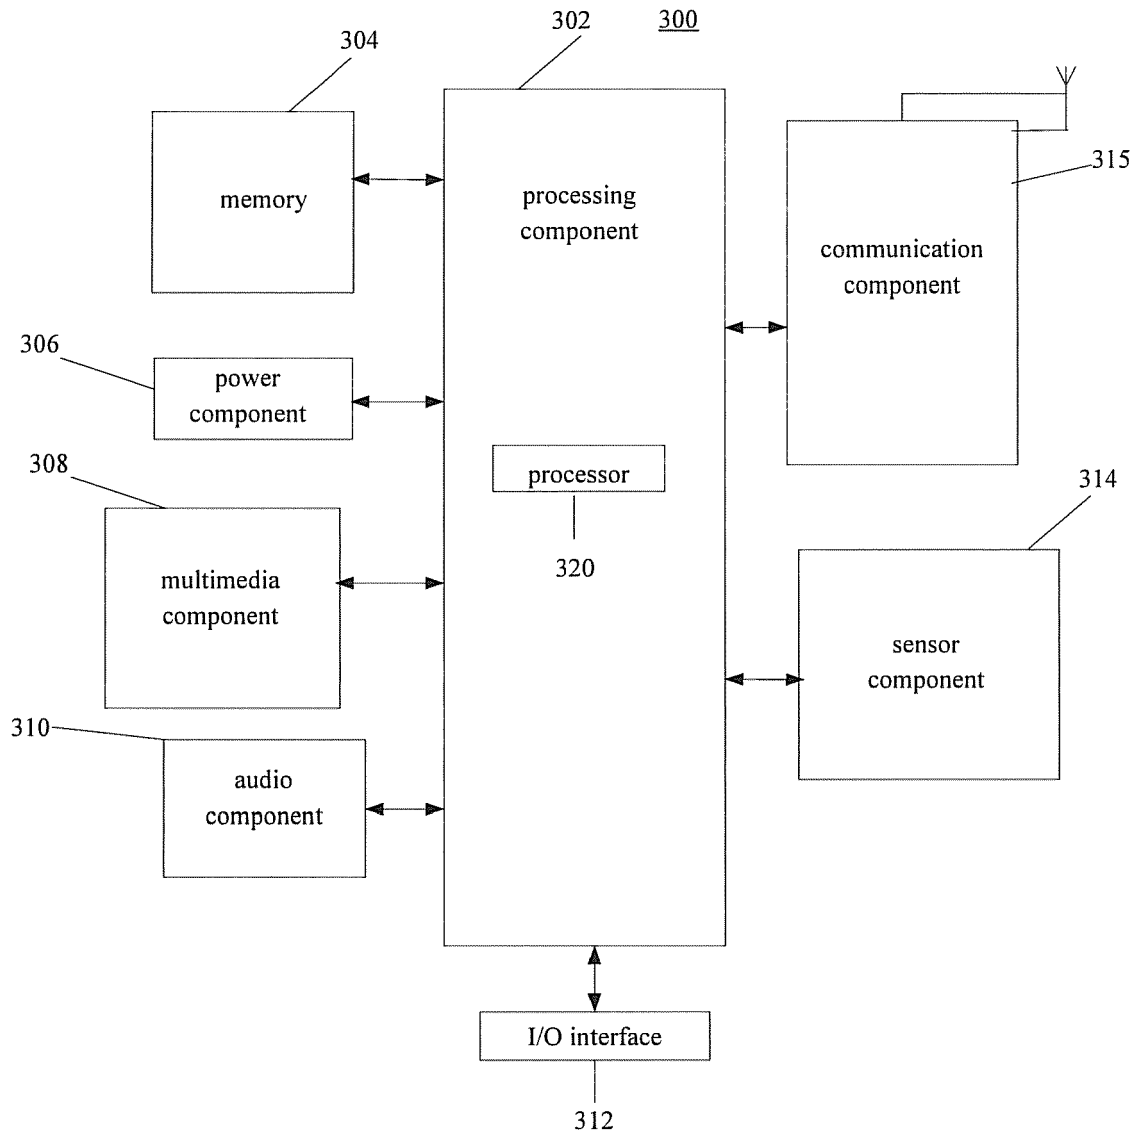 302
300
304
memory
processing
component
315
communication
component
306
power
component
308
processor
320
314
multimedia
component
sensor
component
310
audio
component
I/O interface
312